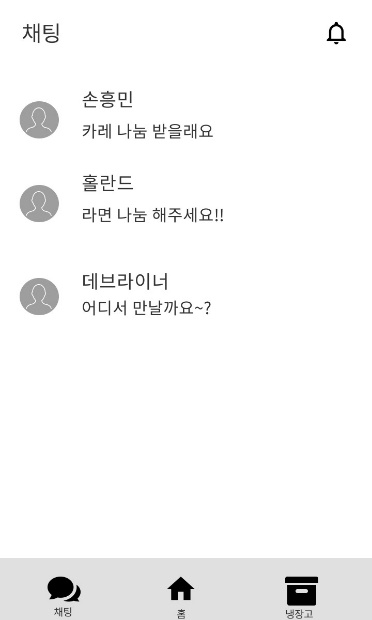 채팅
손흥민
카레 나눔 받을래요
홀란드
라면 나눔 해주세요!!
데브라이너
어디서 만날까요~?
채팅
홈
냉장고